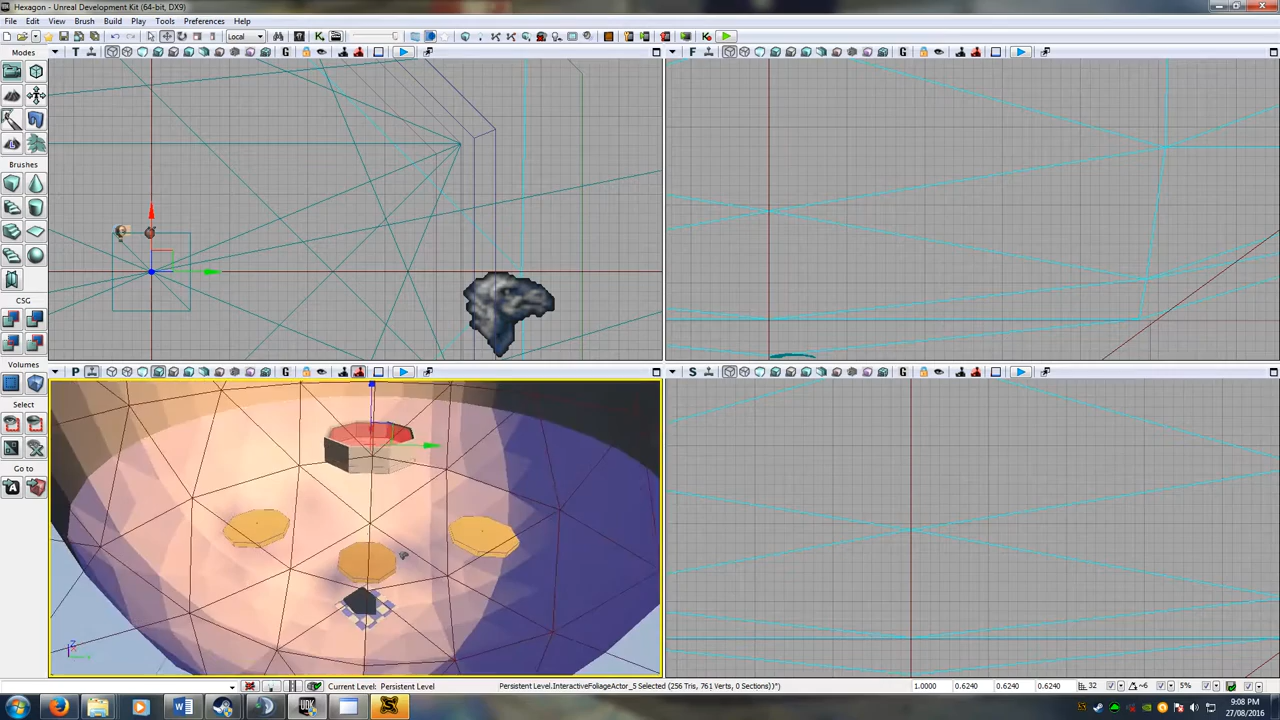 Hexagon - Unreal Development Kit (64-bit, DX9)
File Edit View Brush Build Play Tools Preferences Help
Local
Modes
T G
F G
Brushes
CSG
Volumes
P G
S G
Select
Go to
Current Level: Persistent Level
Persistent Level.InteractiveFoliageActor_5 Selected (256 Tris, 761 Verts, 0 Sections)")
1.0000 0.6240 0.6240 0.6240 32 ~6 5%
9:08 PM
27/08/2016